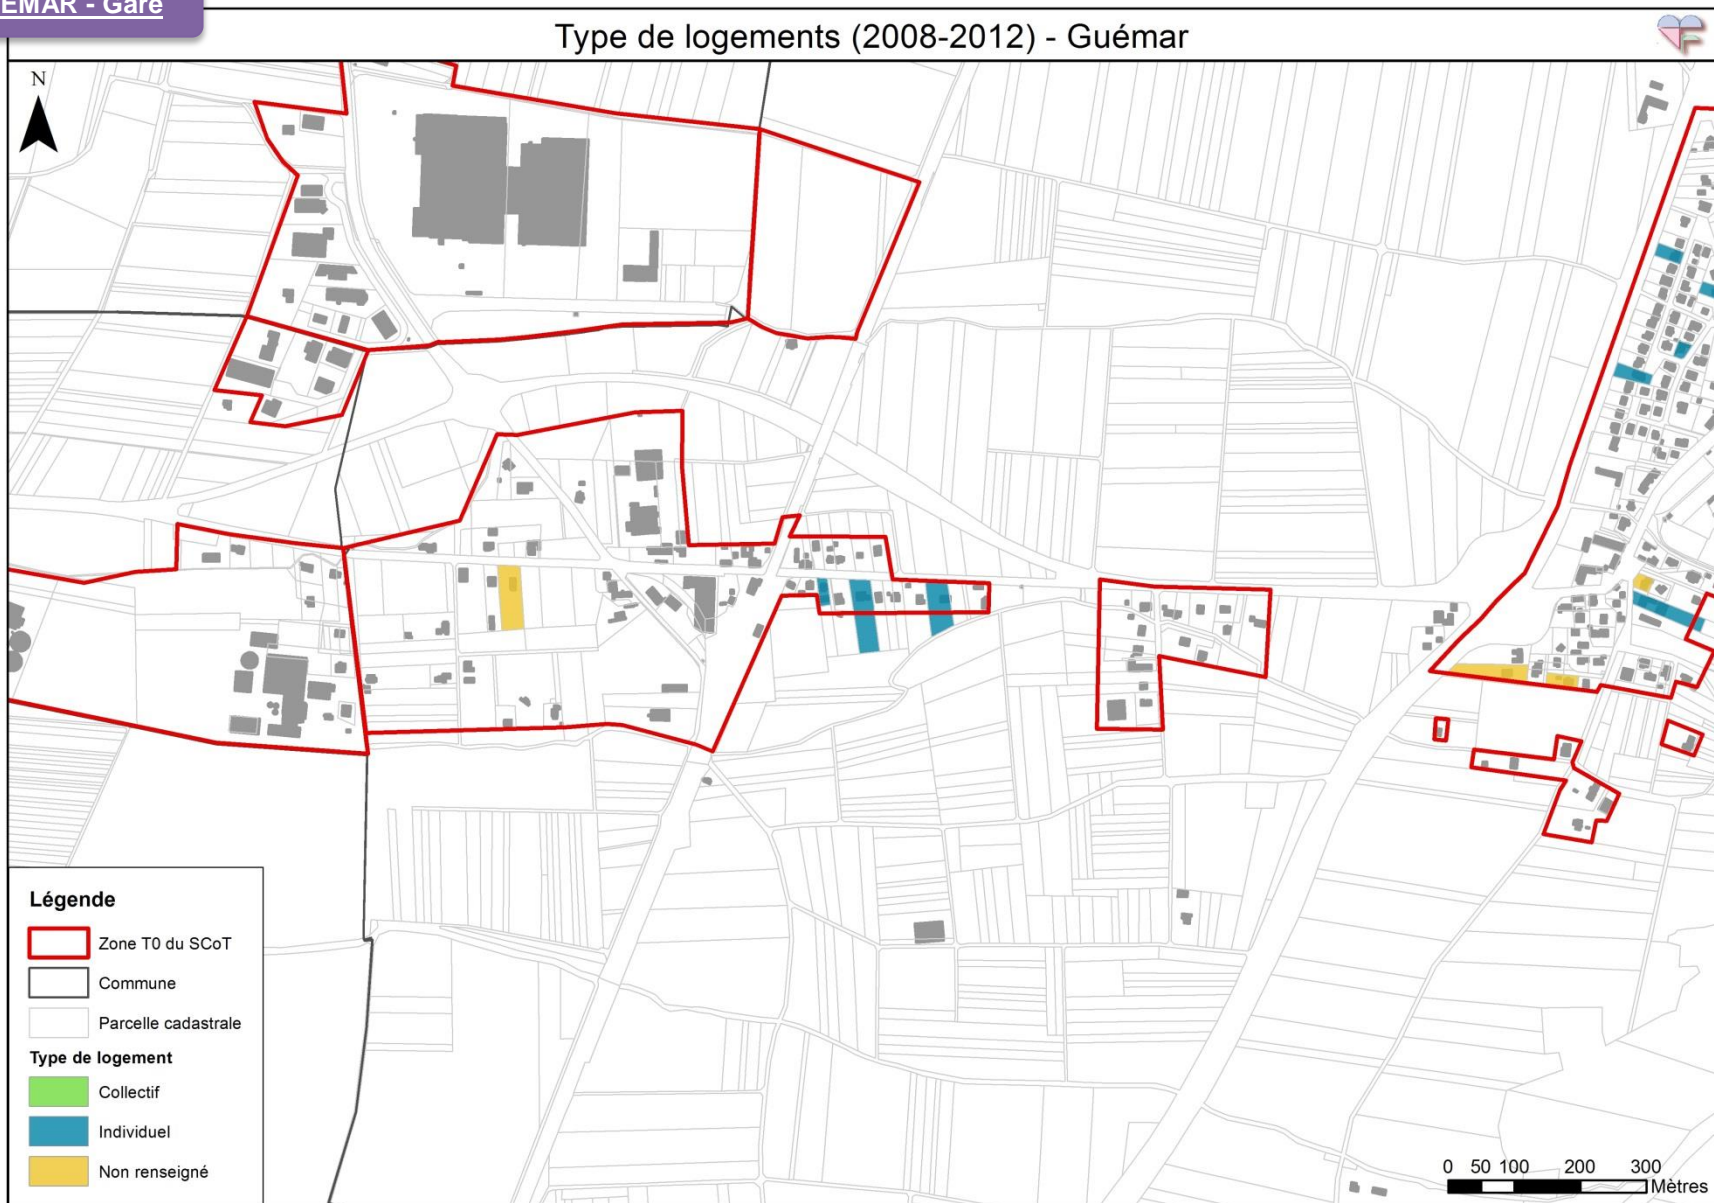 EMAR - Gare
Type de logements (2008-2012) - Guémar
N
Légende
Zone T0 du SCoT
Commune
Parcelle cadastrale
Type de logement
Collectif
Individuel
Non renseigné
0 50 100 200 300
Mètres